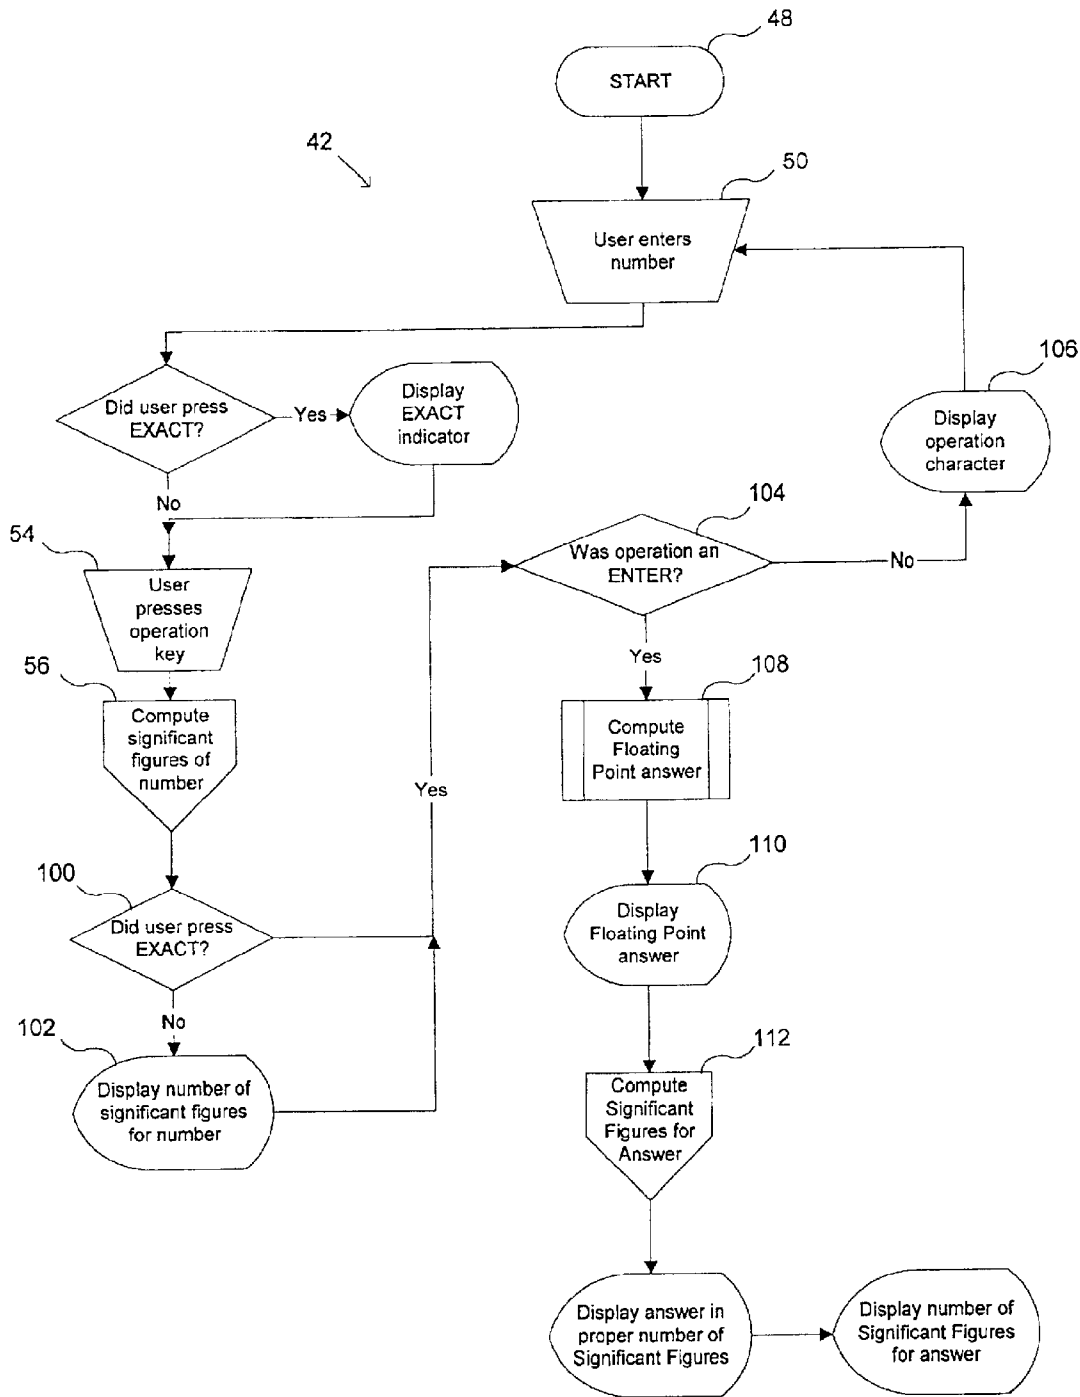 48
START
42
50
User enters
number
106
Did user press
EXACT?
Yes
Display
EXACT
indicator
Display
operation
character
No
54
104
Was operation an
ENTER?
No
User
presses
operation
key
56
Yes
108
Compute
significant
figures of
number
Compute
Floating
Point answer
Yes
100
110
Did user press
EXACT?
Display
Floating Point
answer
No
102
112
Display number of
significant figures
for number
Compute
Significant
Figures for
Answer
Display answer in
proper number of
Significant Figures
Display number of
Significant Figures
for answer